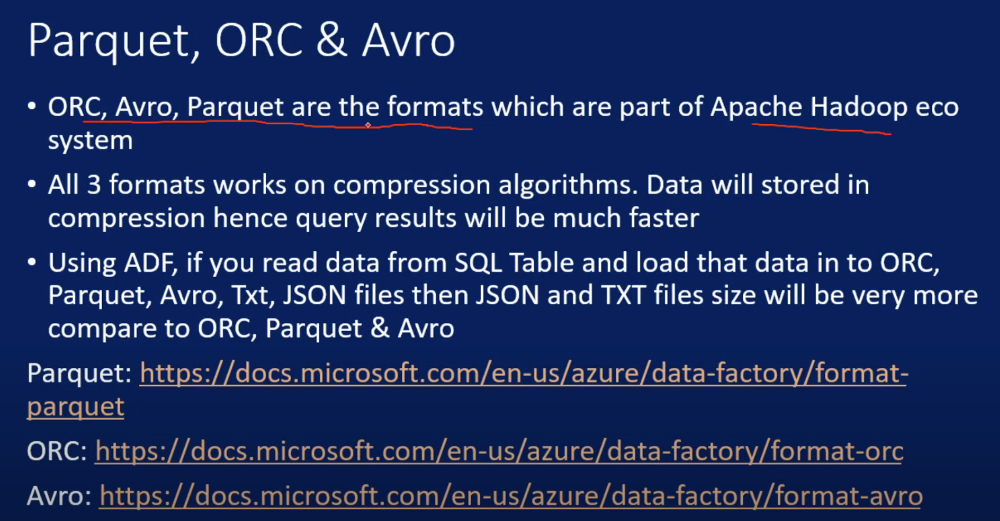 Parquet, ORC & Avro
• ORC, Avro, Parquet are the formats which are part of Apache Hadoop eco
system
• All 3 formats works on compression algorithms. Data will stored in
compression hence query results will be much faster
• Using ADF, if you read data from SQL Table and load that data in to ORC,
Parquet, Avro, Txt, JSON files then JSON and TXT files size will be very more
compare to ORC, Parquet & Avro
Parquet: https://docs.microsoft.com/en-us/azure/data-factory/format-
parquet
ORC: https://docs.microsoft.com/en-us/azure/data-factory/format-orc
Avro: https://docs.microsoft.com/en-us/azure/data-factory/format-avro